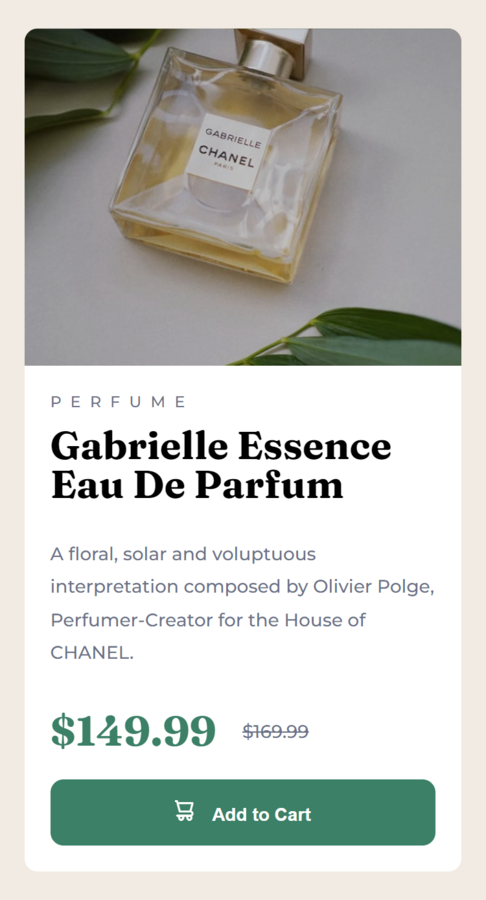 GABRIELLE
CHANEL
PARIS
PERFUME
Gabrielle Essence
Eau De Parfum
A floral, solar and voluptuous
interpretation composed by Olivier Polge,
Perfumer-Creator for the House of
CHANEL.
$149.99 $169.99
Add to Cart